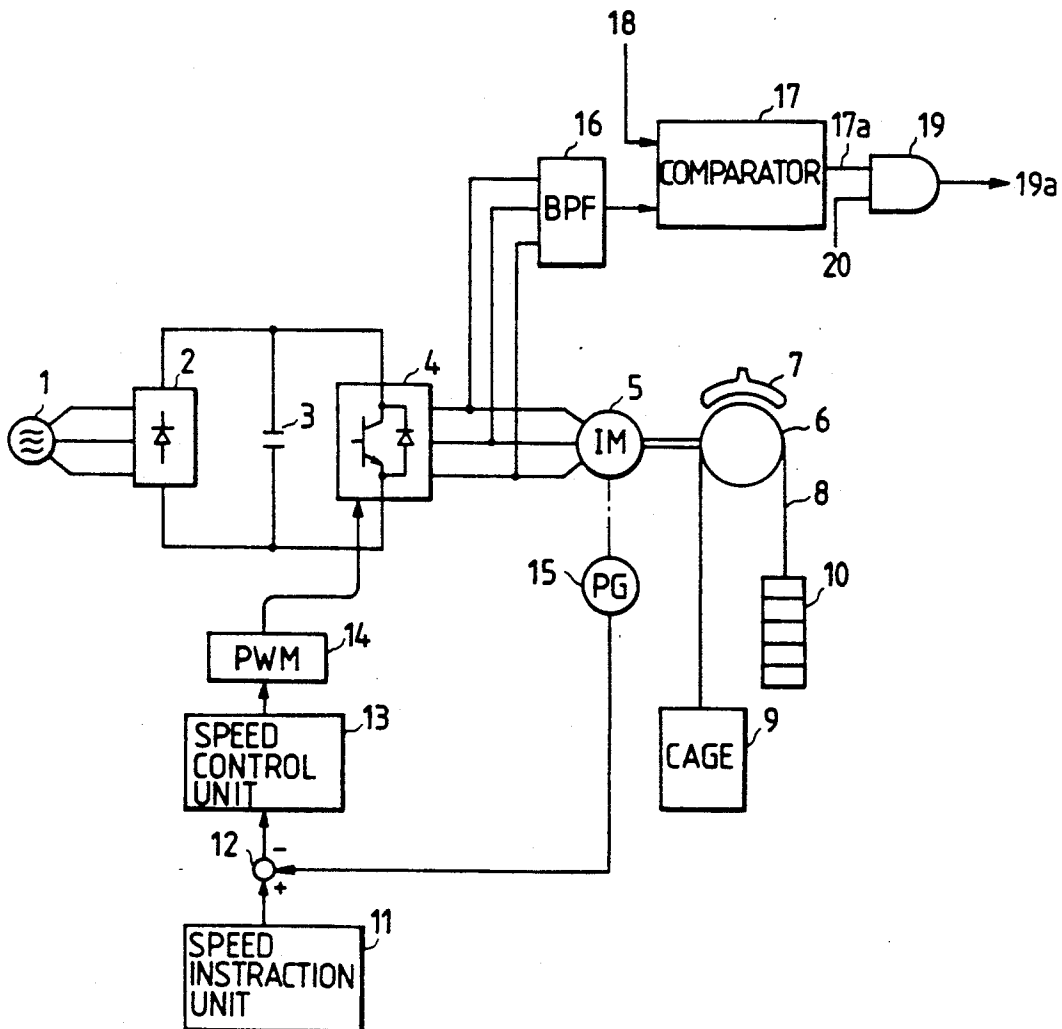 18
17
16
17a
19
COMPARATOR
BPF
19a
20
1
2
3
4
5
7
6
IM
8
15
PG
10
14
PWM
13
SPEED
CONTROL
UNIT
9
CAGE
12
-
+
11
SPEED
INSTRACTION
UNIT